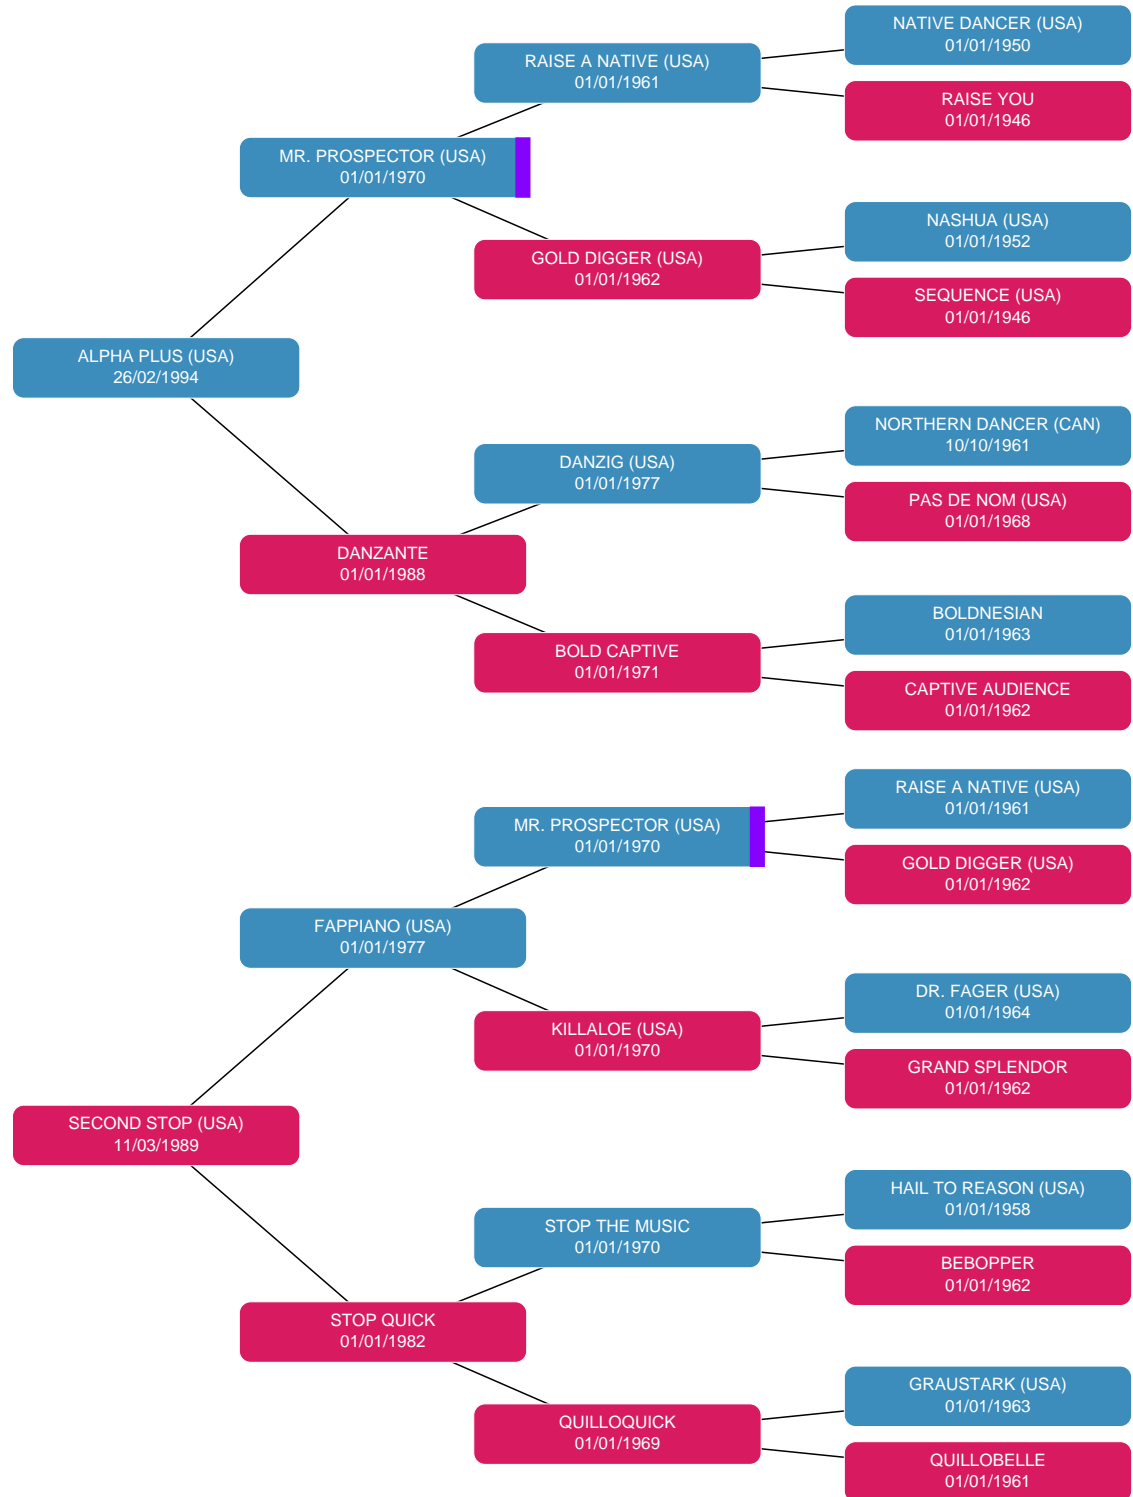 NATIVE DANCER (USA)
01/01/1950
RAISE A NATIVE (USA)
01/01/1961
RAISE YOU
01/01/1946
MR. PROSPECTOR (USA)
01/01/1970
NASHUA (USA)
01/01/1952
GOLD DIGGER (USA)
01/01/1962
SEQUENCE (USA)
01/01/1946
ALPHA PLUS (USA)
26/02/1994
NORTHERN DANCER (CAN)
10/10/1961
DANZIG (USA)
01/01/1977
PAS DE NOM (USA)
01/01/1968
DANZANTE
01/01/1988
BOLDNESIAN
01/01/1963
BOLD CAPTIVE
01/01/1971
CAPTIVE AUDIENCE
01/01/1962
RAISE A NATIVE (USA)
01/01/1961
MR. PROSPECTOR (USA)
01/01/1970
GOLD DIGGER (USA)
01/01/1962
FAPPIANO (USA)
01/01/1977
DR. FAGER (USA)
01/01/1964
KILLALOE (USA)
01/01/1970
GRAND SPLENDOR
01/01/1962
SECOND STOP (USA)
11/03/1989
HAIL TO REASON (USA)
01/01/1958
STOP THE MUSIC
01/01/1970
BEBOPPER
01/01/1962
STOP QUICK
01/01/1982
GRAUSTARK (USA)
01/01/1963
QUILLOQUICK
01/01/1969
QUILLOBELLE
01/01/1961